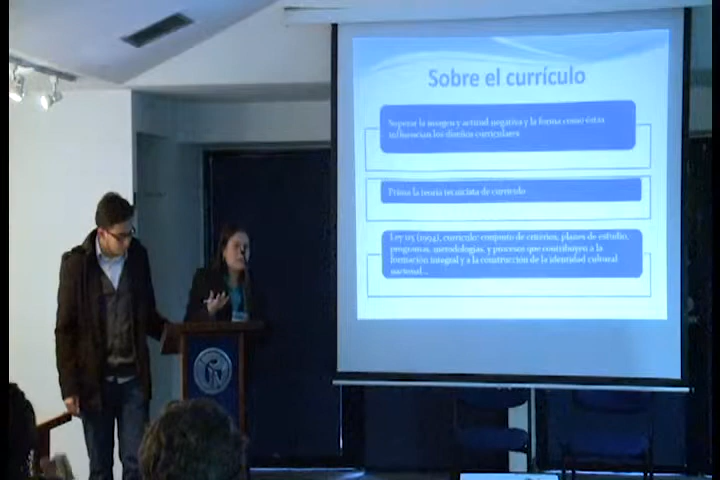 Sobre el currículo
Superar la imagen y actitud negativa y la forma como éstas
influencian los diseños curriculares
Prima la teoría tecnicista de currículo
Ley 115 (1994), currículo: conjunto de criterios, planes de estudio,
programas, metodologías, y procesos que contribuyen a la
formación integral y a la construcción de la identidad cultural
nacional...